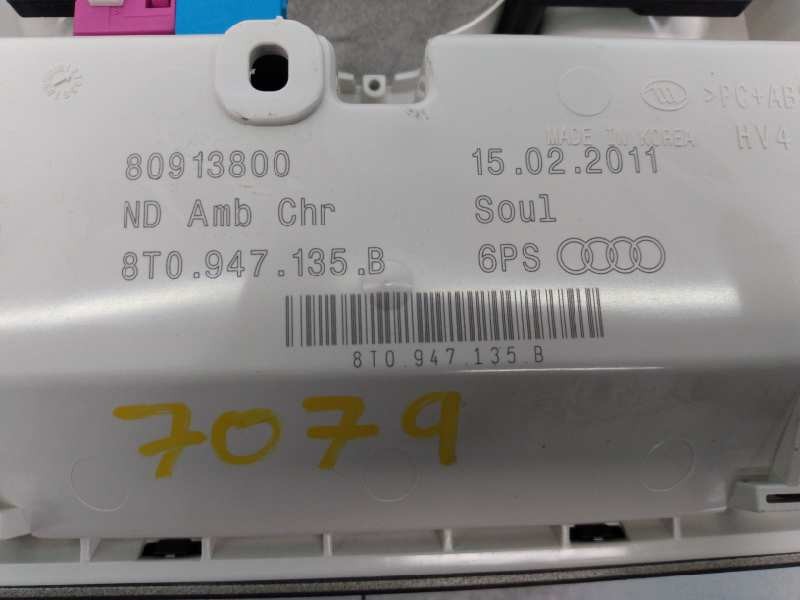 >PC+AB
MADE IN KOREA HV4
80913800 15.02.2011
ND Amb Chr Soul
8T0.947.135.B 6PS
8T0.947.135.B
7079